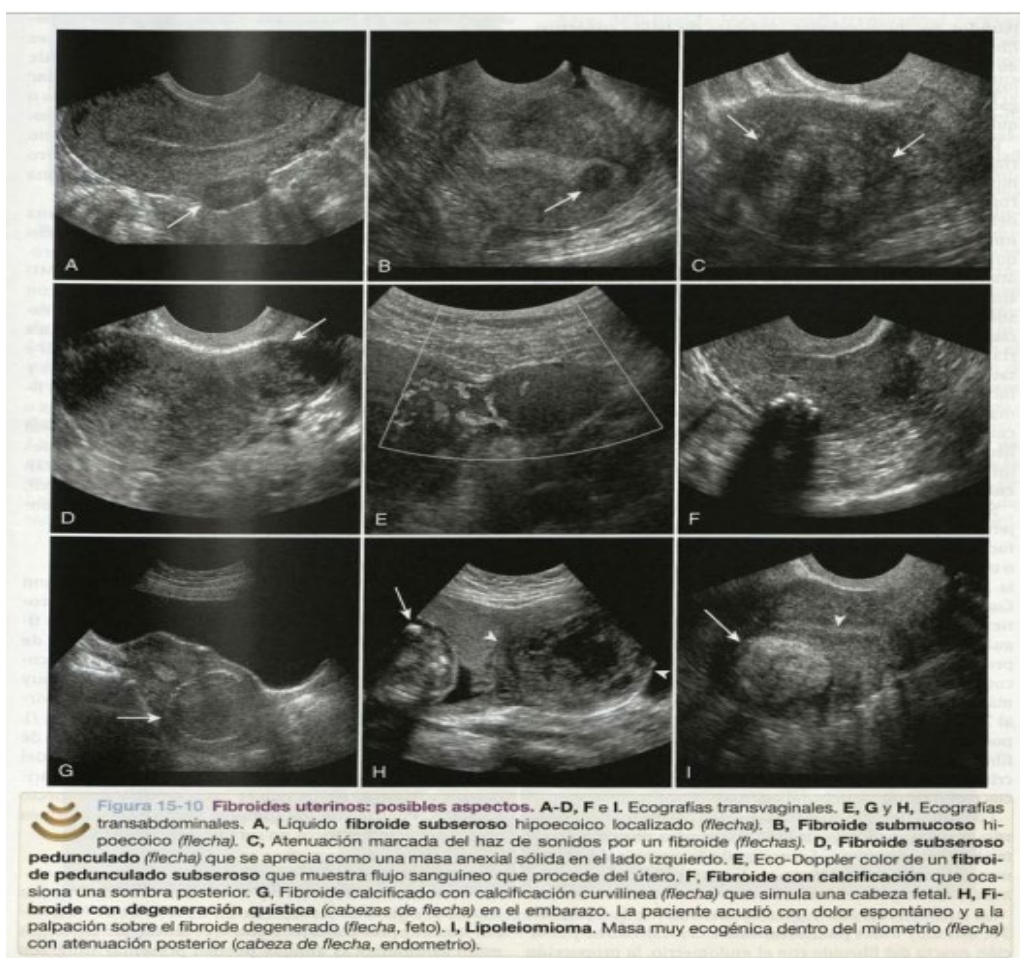 A
B
C
D
E
F
G
H
I
Figura 15-10 Fibroides uterinos: posibles aspectos. A-D, F e I. Ecografías transvaginales. E, G y H, Ecografías
transabdominales. A, Líquido fibroide subseroso hipoecoico localizado (flecha). B, Fibroide submucoso hi-
poecoico (flecha). C, Atenuación marcada del haz de sonidos por un fibroide (flechas). D, Fibroide subseroso
pedunculado (flecha) que se aprecia como una masa anexial sólida en el lado izquierdo. E, Eco-Doppler color de un fibroi-
de pedunculado subseroso que muestra flujo sanguíneo que procede del útero. F, Fibroide con calcificación que oca-
siona una sombra posterior. G, Fibroide calcificado con calcificación curvilínea (flecha) que simula una cabeza fetal. H, Fi-
broide con degeneración quística (cabezas de flecha) en el embarazo. La paciente acudió con dolor espontáneo y a la
palpación sobre el fibroide degenerado (flecha, feto). I, Lipoleiomioma. Masa muy ecogénica dentro del miometrio (flecha)
con atenuación posterior (cabeza de flecha, endometrio).